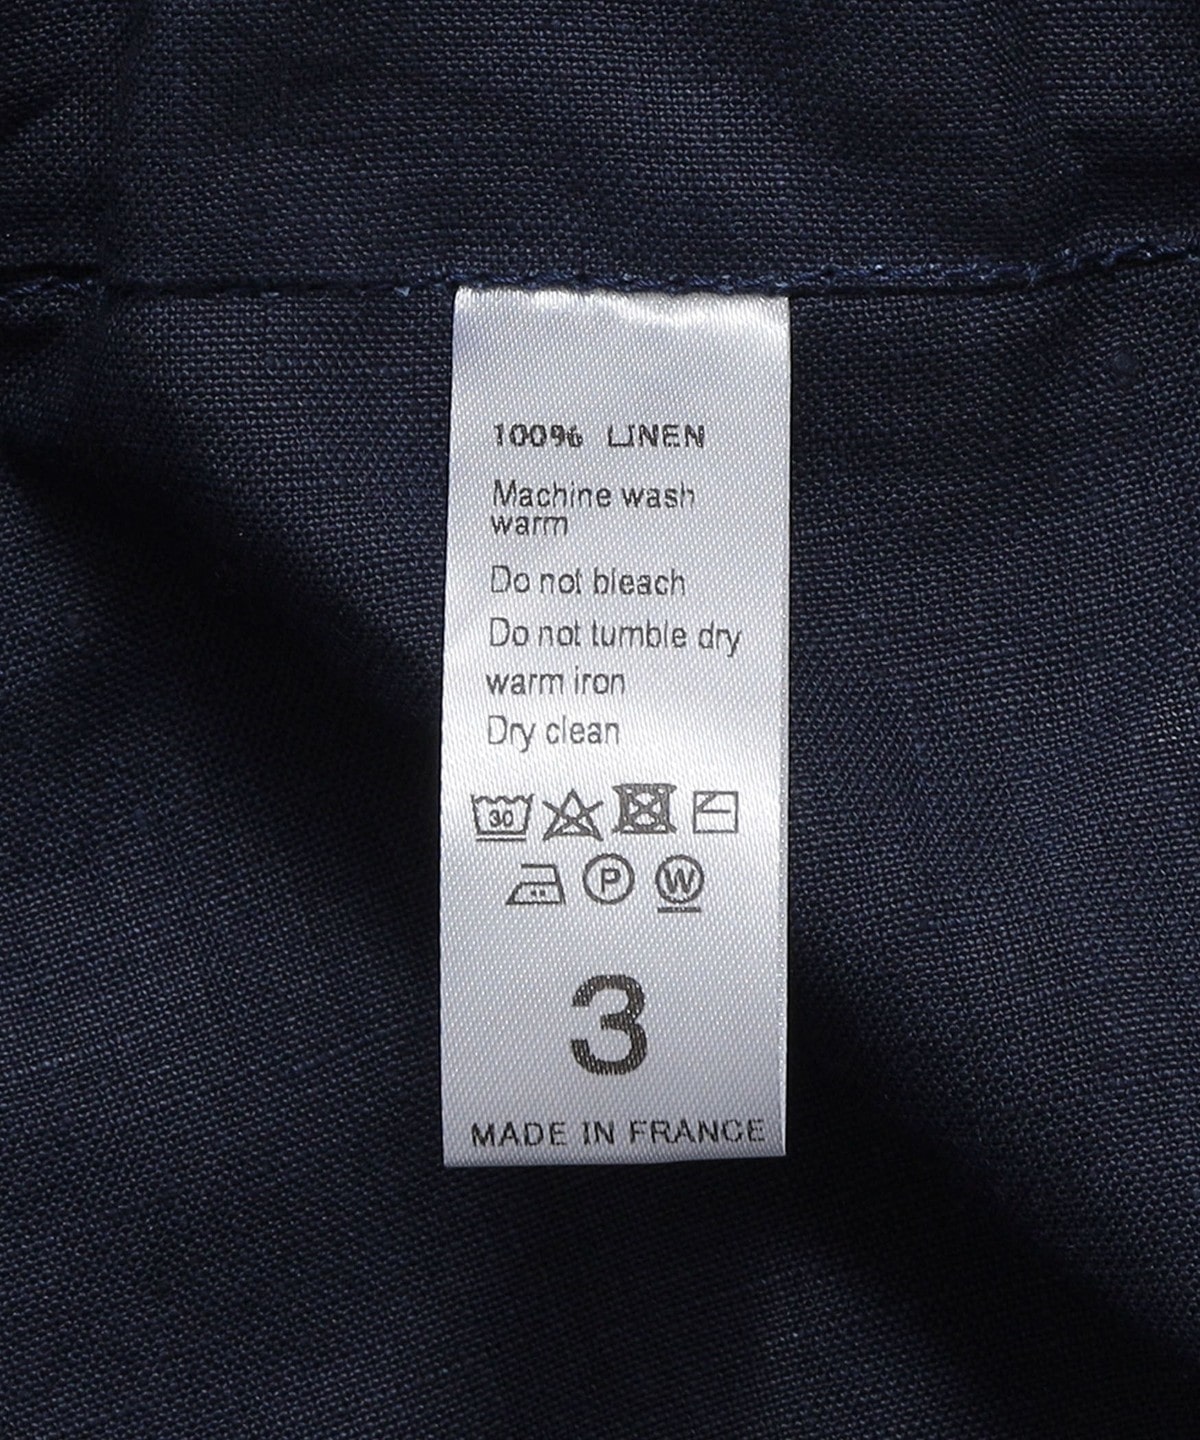 100% LINEN
Machine wash
warm
Do not bleach
Do not tumble dry
warm iron
Dry clean
30
P W
3
MADE IN FRANCE